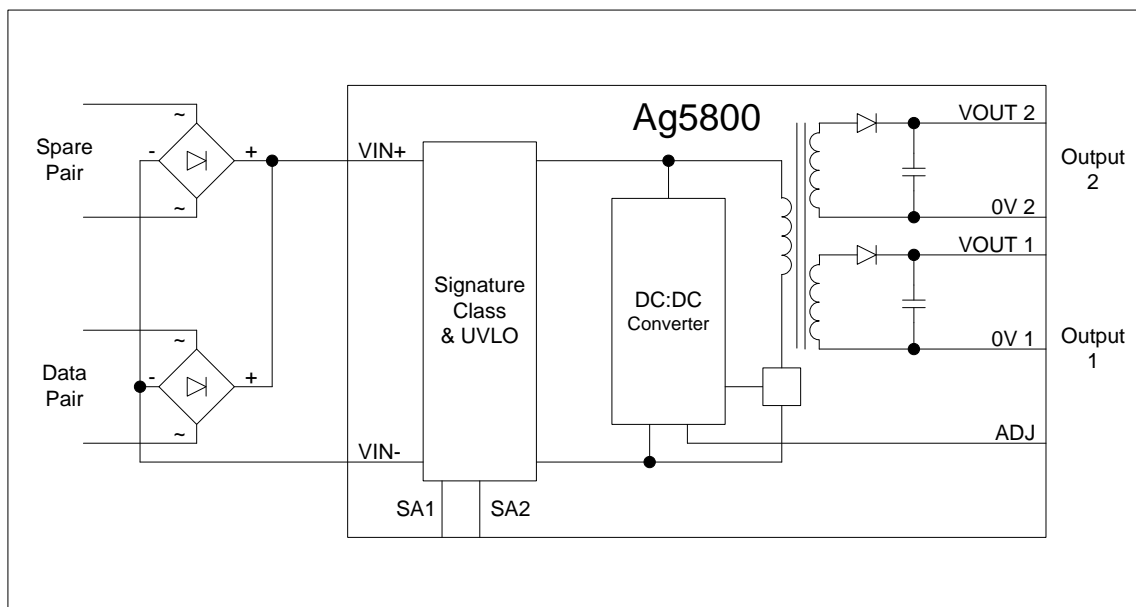 Ag5800
~
Spare
Pair
-
+
~
VIN+
Signature
Class
& UVLO
DC:DC
Converter
VOUT 2
Output
2
0V 2
VOUT 1
0V 1
Output
1
~
Data
Pair
-
+
~
VIN-
SA1
SA2
ADJ